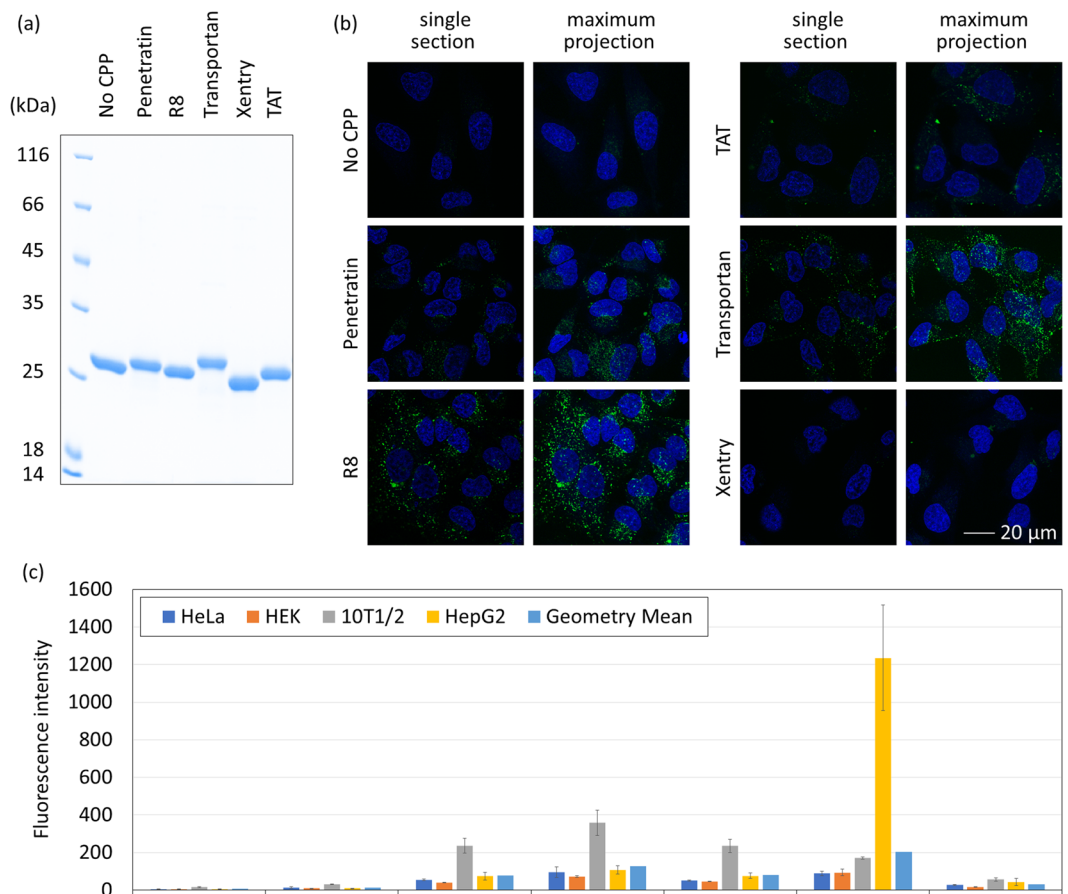 (a)
(kDa)
No CPP
Penetratin
R8
Transportan
Xentry
TAT
116
66
45
35
25
18
14
(b)
single
section
maximum
projection
single
section
maximum
projection
No CPP
TAT
Penetratin
Transportan
R8
Xentry
20 μm
(c)
Fluorescence intensity
1600
1400
1200
1000
800
600
400
200
0
HeLa
HEK
10T1/2
HepG2
Geometry Mean